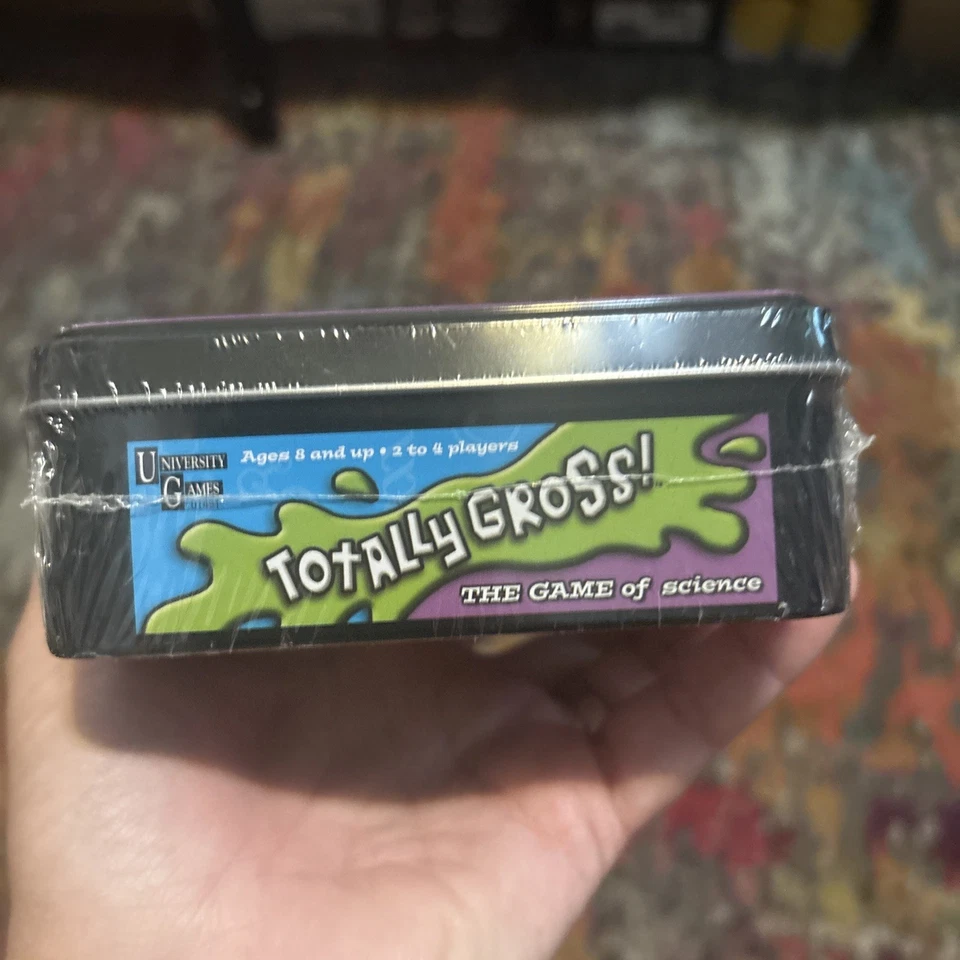 UNIVERSITY
GAMES
Ages 8 and up • 2 to 4 players
TOTALLY GROSS!
THE GAME of science